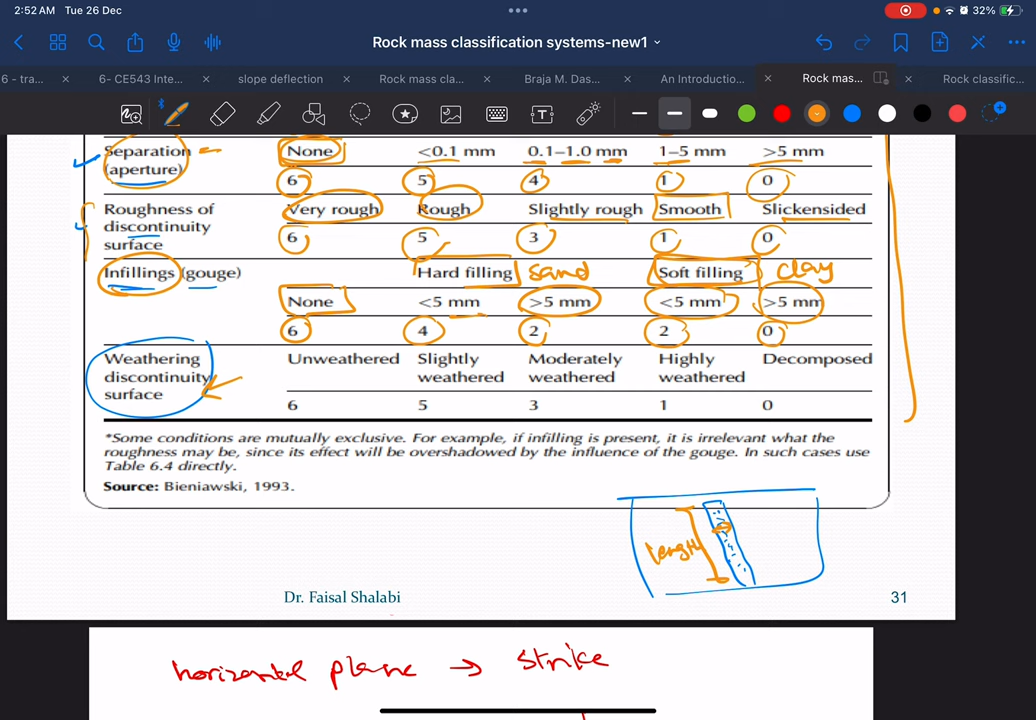 2:52 AM Tue 26 Dec
32%
Rock mass classification systems-new1
6 - tra...
6- CE543 Inte...
slope deflection
Rock mass cla...
Braja M. Das...
An Introductio...
Rock mas...
Rock classific...
Separation None <0.1 mm 0.1–1.0 mm 1–5 mm >5 mm
(aperture) 6 5 4 1 0
Roughness of Very rough Rough Slightly rough Smooth Slickensided
discontinuity 6 5 3 1 0
surface
Infillings (gouge) Hard filling sand Soft filling clay
None <5 mm >5 mm <5 mm >5 mm
6 4 2 2 0
Weathering Unweathered Slightly Moderately Highly Decomposed
discontinuity weathered weathered weathered
surface
6 5 3 1 0
*Some conditions are mutually exclusive. For example, if infilling is present, it is irrelevant what the
roughness may be, since its effect will be overshadowed by the influence of the gouge. In such cases use
Table 6.4 directly.
Source: Bieniawski, 1993.
length
Dr. Faisal Shalabi
31
horizontal plane → strike